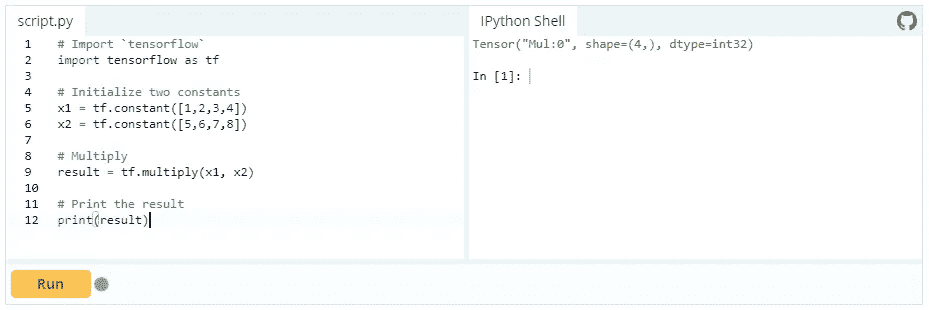 script.py
1 # Import `tensorflow`
2 import tensorflow as tf
3
4 # Initialize two constants
5 x1 = tf.constant([1,2,3,4])
6 x2 = tf.constant([5,6,7,8])
7
8 # Multiply
9 result = tf.multiply(x1, x2)
10
11 # Print the result
12 print(result)
Run
IPython Shell
Tensor("Mul:0", shape=(4,), dtype=int32)
In [1]: